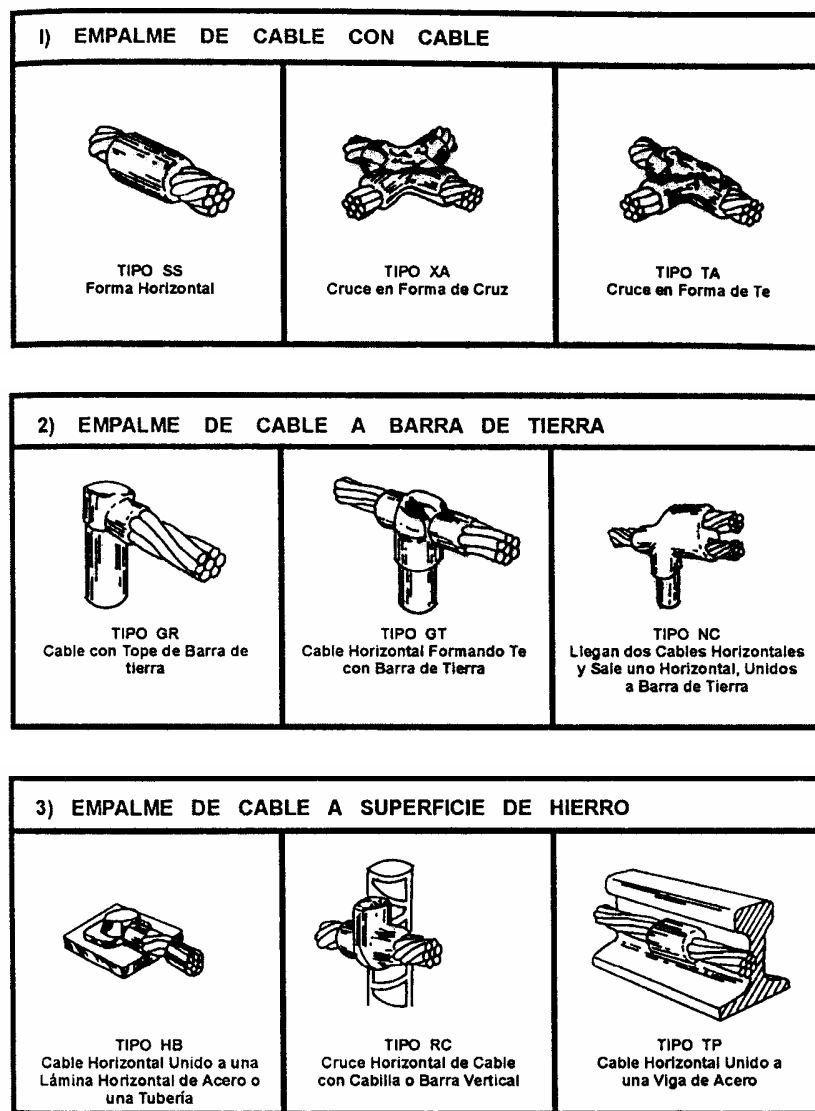 I) EMPALME DE CABLE CON CABLE
TIPO SS
Forma Horizontal
TIPO XA
Cruce en Forma de Cruz
TIPO TA
Cruce en Forma de Te
2) EMPALME DE CABLE A BARRA DE TIERRA
TIPO GR
Cable con Tope de Barra de
tierra
TIPO GT
Cable Horizontal Formando Te
con Barra de Tierra
TIPO NC
Llegan dos Cables Horizontales
y Sale uno Horizontal, Unidos
a Barra de Tierra
3) EMPALME DE CABLE A SUPERFICIE DE HIERRO
TIPO HB
Cable Horizontal Unido a una
Lámina Horizontal de Acero o
una Tubería
TIPO RC
Cruce Horizontal de Cable
con Cabilla o Barra Vertical
TIPO TP
Cable Horizontal Unido a
una Viga de Acero